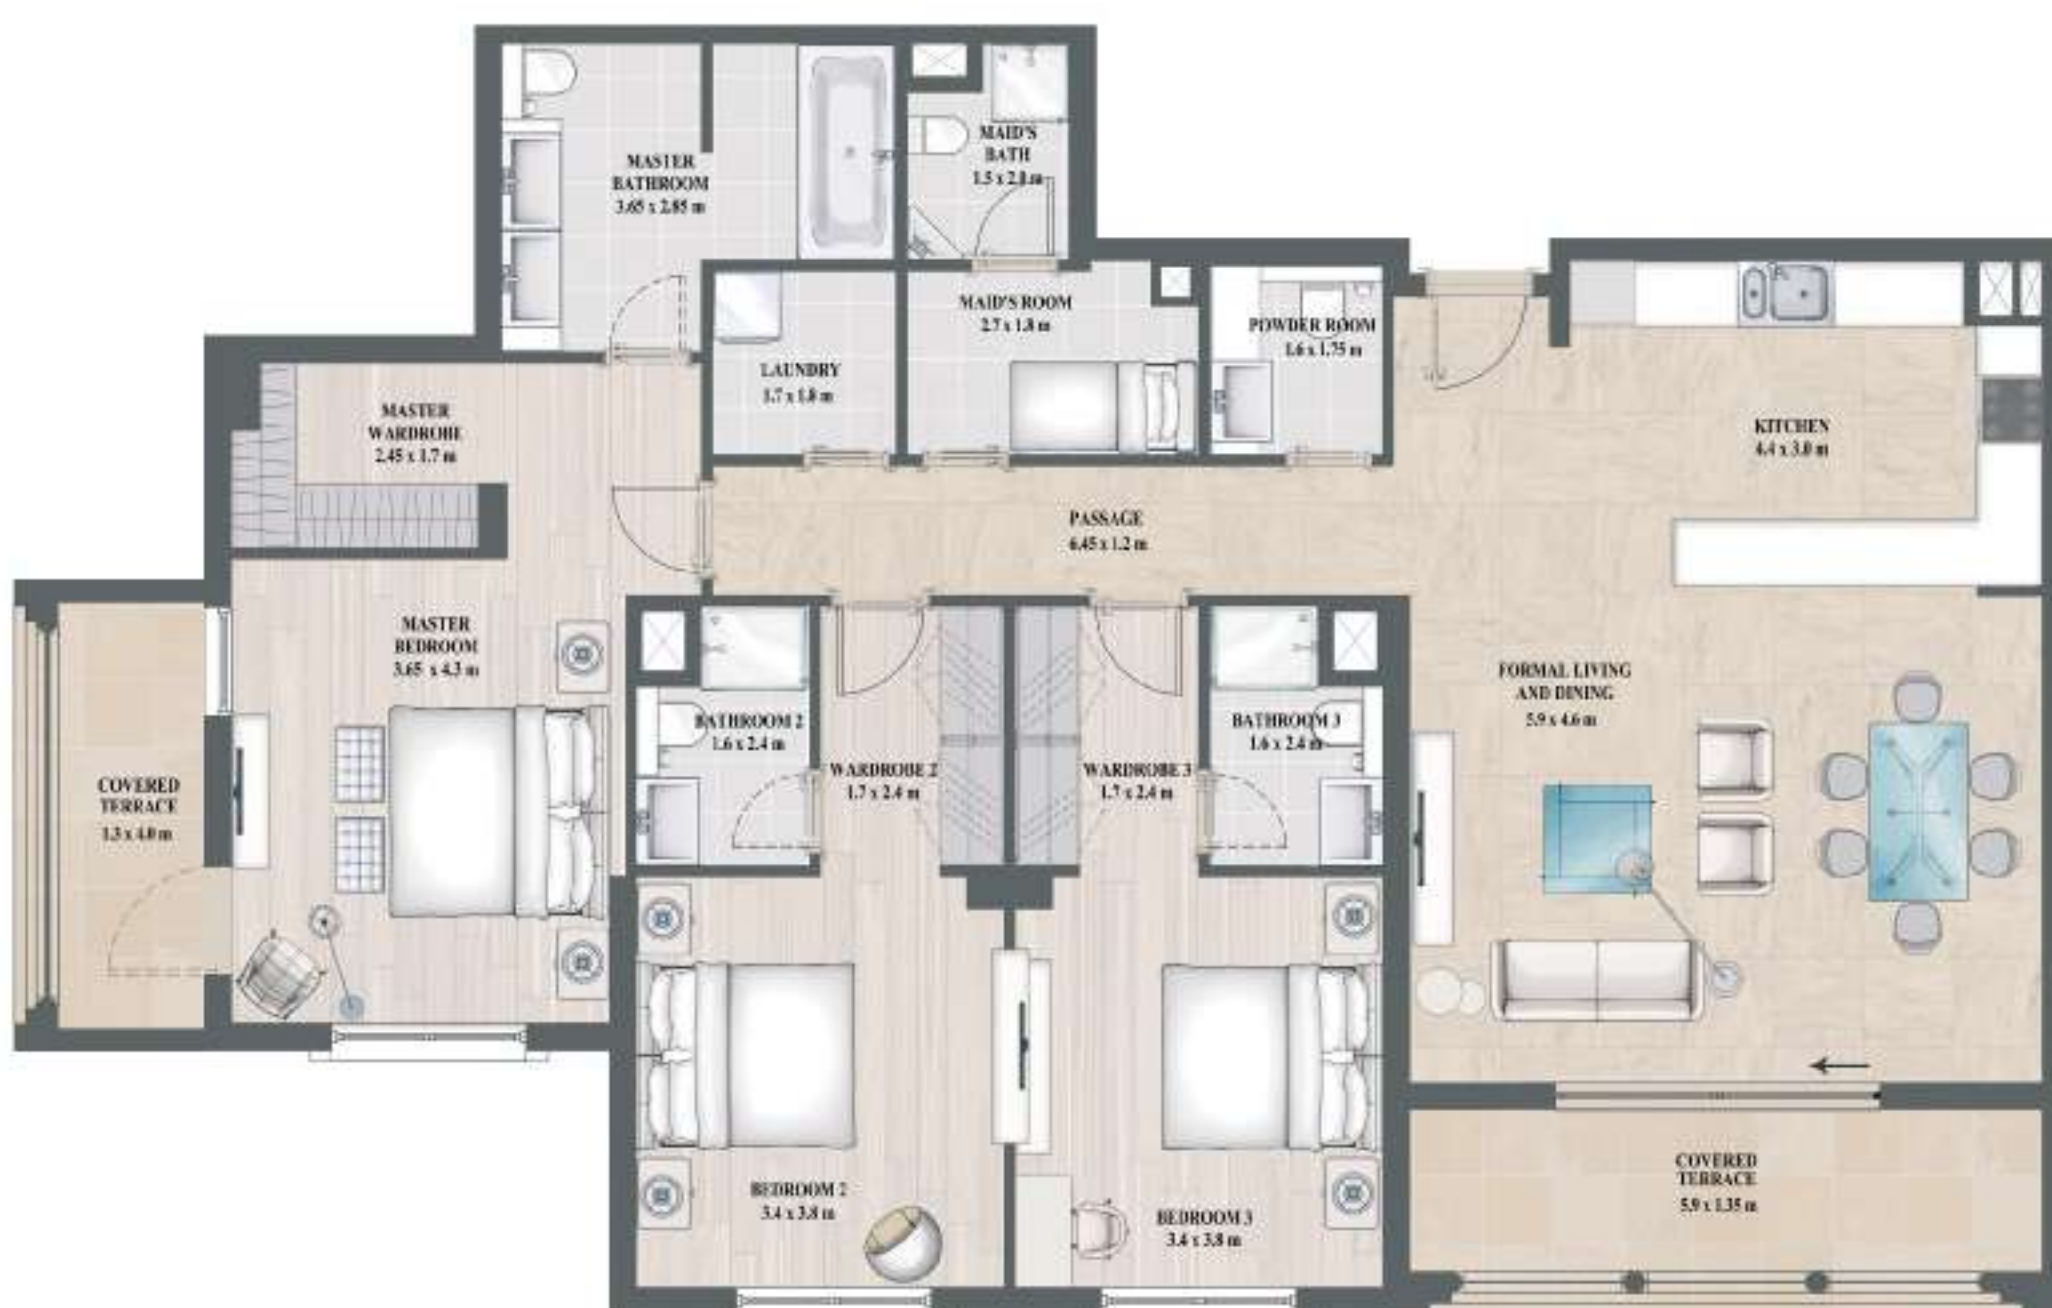 MASTER
BATHROOM
3.65 x 2.85 m
MAID'S
BATH
1.5 x 2.0 m
MAID'S ROOM
2.7 x 1.8 m
POWDER ROOM
1.6 x 1.75 m
LAUNDRY
1.7 x 1.8 m
MASTER
WARDROBE
2.45 x 1.7 m
KITCHEN
4.4 x 3.0 m
PASSAGE
6.45 x 1.2 m
MASTER
BEDROOM
3.65 x 4.3 m
FORMAL LIVING
AND DINING
5.9 x 4.6 m
BATHROOM 2
1.6 x 2.4 m
BATHROOM 3
1.6 x 2.4 m
WARDROBE 2
1.7 x 2.4 m
WARDROBE 3
1.7 x 2.4 m
COVERED
TERRACE
1.3 x 4.0 m
BEDROOM 2
3.4 x 3.8 m
BEDROOM 3
3.4 x 3.8 m
COVERED
TERRACE
5.9 x 1.35 m